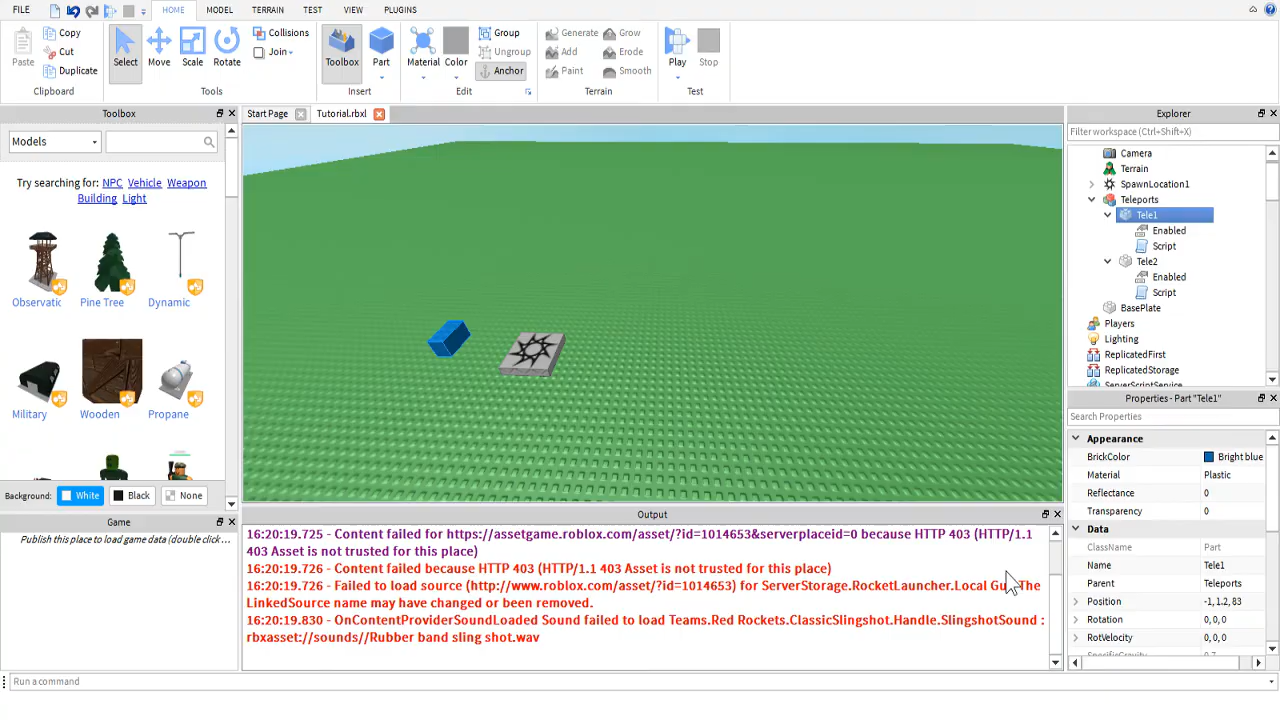 FILE
HOME
MODEL
TERRAIN
TEST
VIEW
PLUGINS
Paste
Copy
Cut
Duplicate
Clipboard
Select
Move
Scale
Rotate
Collisions
Join
Tools
Toolbox
Part
Insert
Material
Color
Group
Ungroup
Anchor
Edit
Generate
Grow
Add
Erode
Paint
Smooth
Terrain
Play
Stop
Test
Toolbox
Models
Try searching for: NPC Vehicle Weapon
Building Light
Observatic
Pine Tree
Dynamic
Military
Wooden
Propane
Background: White Black None
Game
Publish this place to load game data (double click ...
Start Page
Tutorial.rbxl
Output
16:20:19.725 - Content failed for https://assetgame.roblox.com/asset/?id=1014653&serverplaceid=0 because HTTP 403 (HTTP/1.1
403 Asset is not trusted for this place)
16:20:19.726 - Content failed because HTTP 403 (HTTP/1.1 403 Asset is not trusted for this place)
16:20:19.726 - Failed to load source (http://www.roblox.com/asset/?id=1014653) for ServerStorage.RocketLauncher.Local The
LinkedSource name may have changed or been removed.
16:20:19.830 - OnContentProviderSoundLoaded Sound failed to load Teams.Red Rockets.ClassicSlingshot.Handle.SlingshotSound :
rbxasset://sounds//Rubber band sling shot.wav
Explorer
Filter workspace (Ctrl+Shift+X)
Camera
Terrain
SpawnLocation1
Teleports
Tele1
Enabled
Script
Tele2
Enabled
Script
BasePlate
Players
Lighting
ReplicatedFirst
ReplicatedStorage
ServerScriptService
Properties - Part "Tele1"
Search Properties
Appearance
BrickColor Bright blue
Material Plastic
Reflectance 0
Transparency 0
Data
ClassName Part
Name Tele1
Parent Teleports
Position -1, 1.2, 83
Rotation 0, 0, 0
RotVelocity 0, 0, 0
SpecificGravity 0.7
Run a command